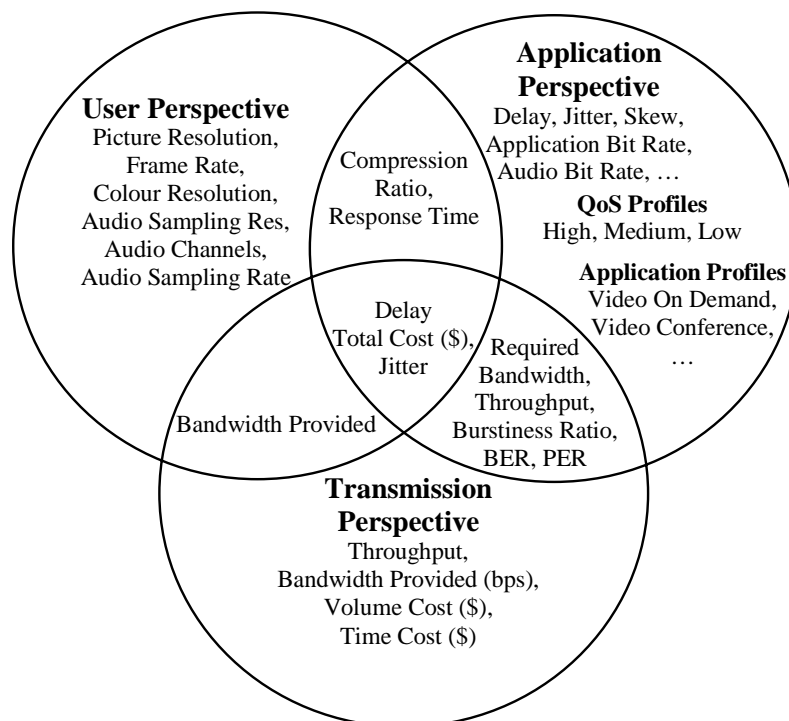 User Perspective
Picture Resolution,
Frame Rate,
Colour Resolution,
Audio Sampling Res,
Audio Channels,
Audio Sampling Rate
Compression
Ratio,
Response Time
Application
Perspective
Delay, Jitter, Skew,
Application Bit Rate,
Audio Bit Rate, …
QoS Profiles
High, Medium, Low
Application Profiles
Video On Demand,
Video Conference,
…
Delay
Total Cost ($),
Jitter
Required
Bandwidth,
Throughput,
Burstiness Ratio,
BER, PER
Bandwidth Provided
Transmission
Perspective
Throughput,
Bandwidth Provided (bps),
Volume Cost ($),
Time Cost ($)